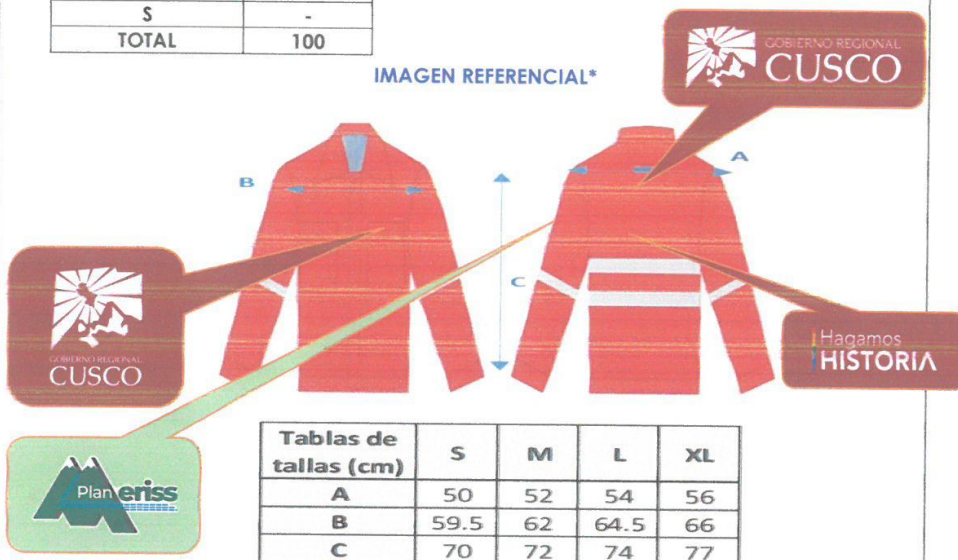 S -
TOTAL 100
IMAGEN REFERENCIAL*
GOBIERNO REGIONAL
CUSCO
B
A
C
GOBIERNO REGIONAL
CUSCO
Hagamos
HISTORIA
Plan eriss
Tablas de tallas (cm) S M L XL
A 50 52 54 56
B 59.5 62 64.5 66
C 70 72 74 77